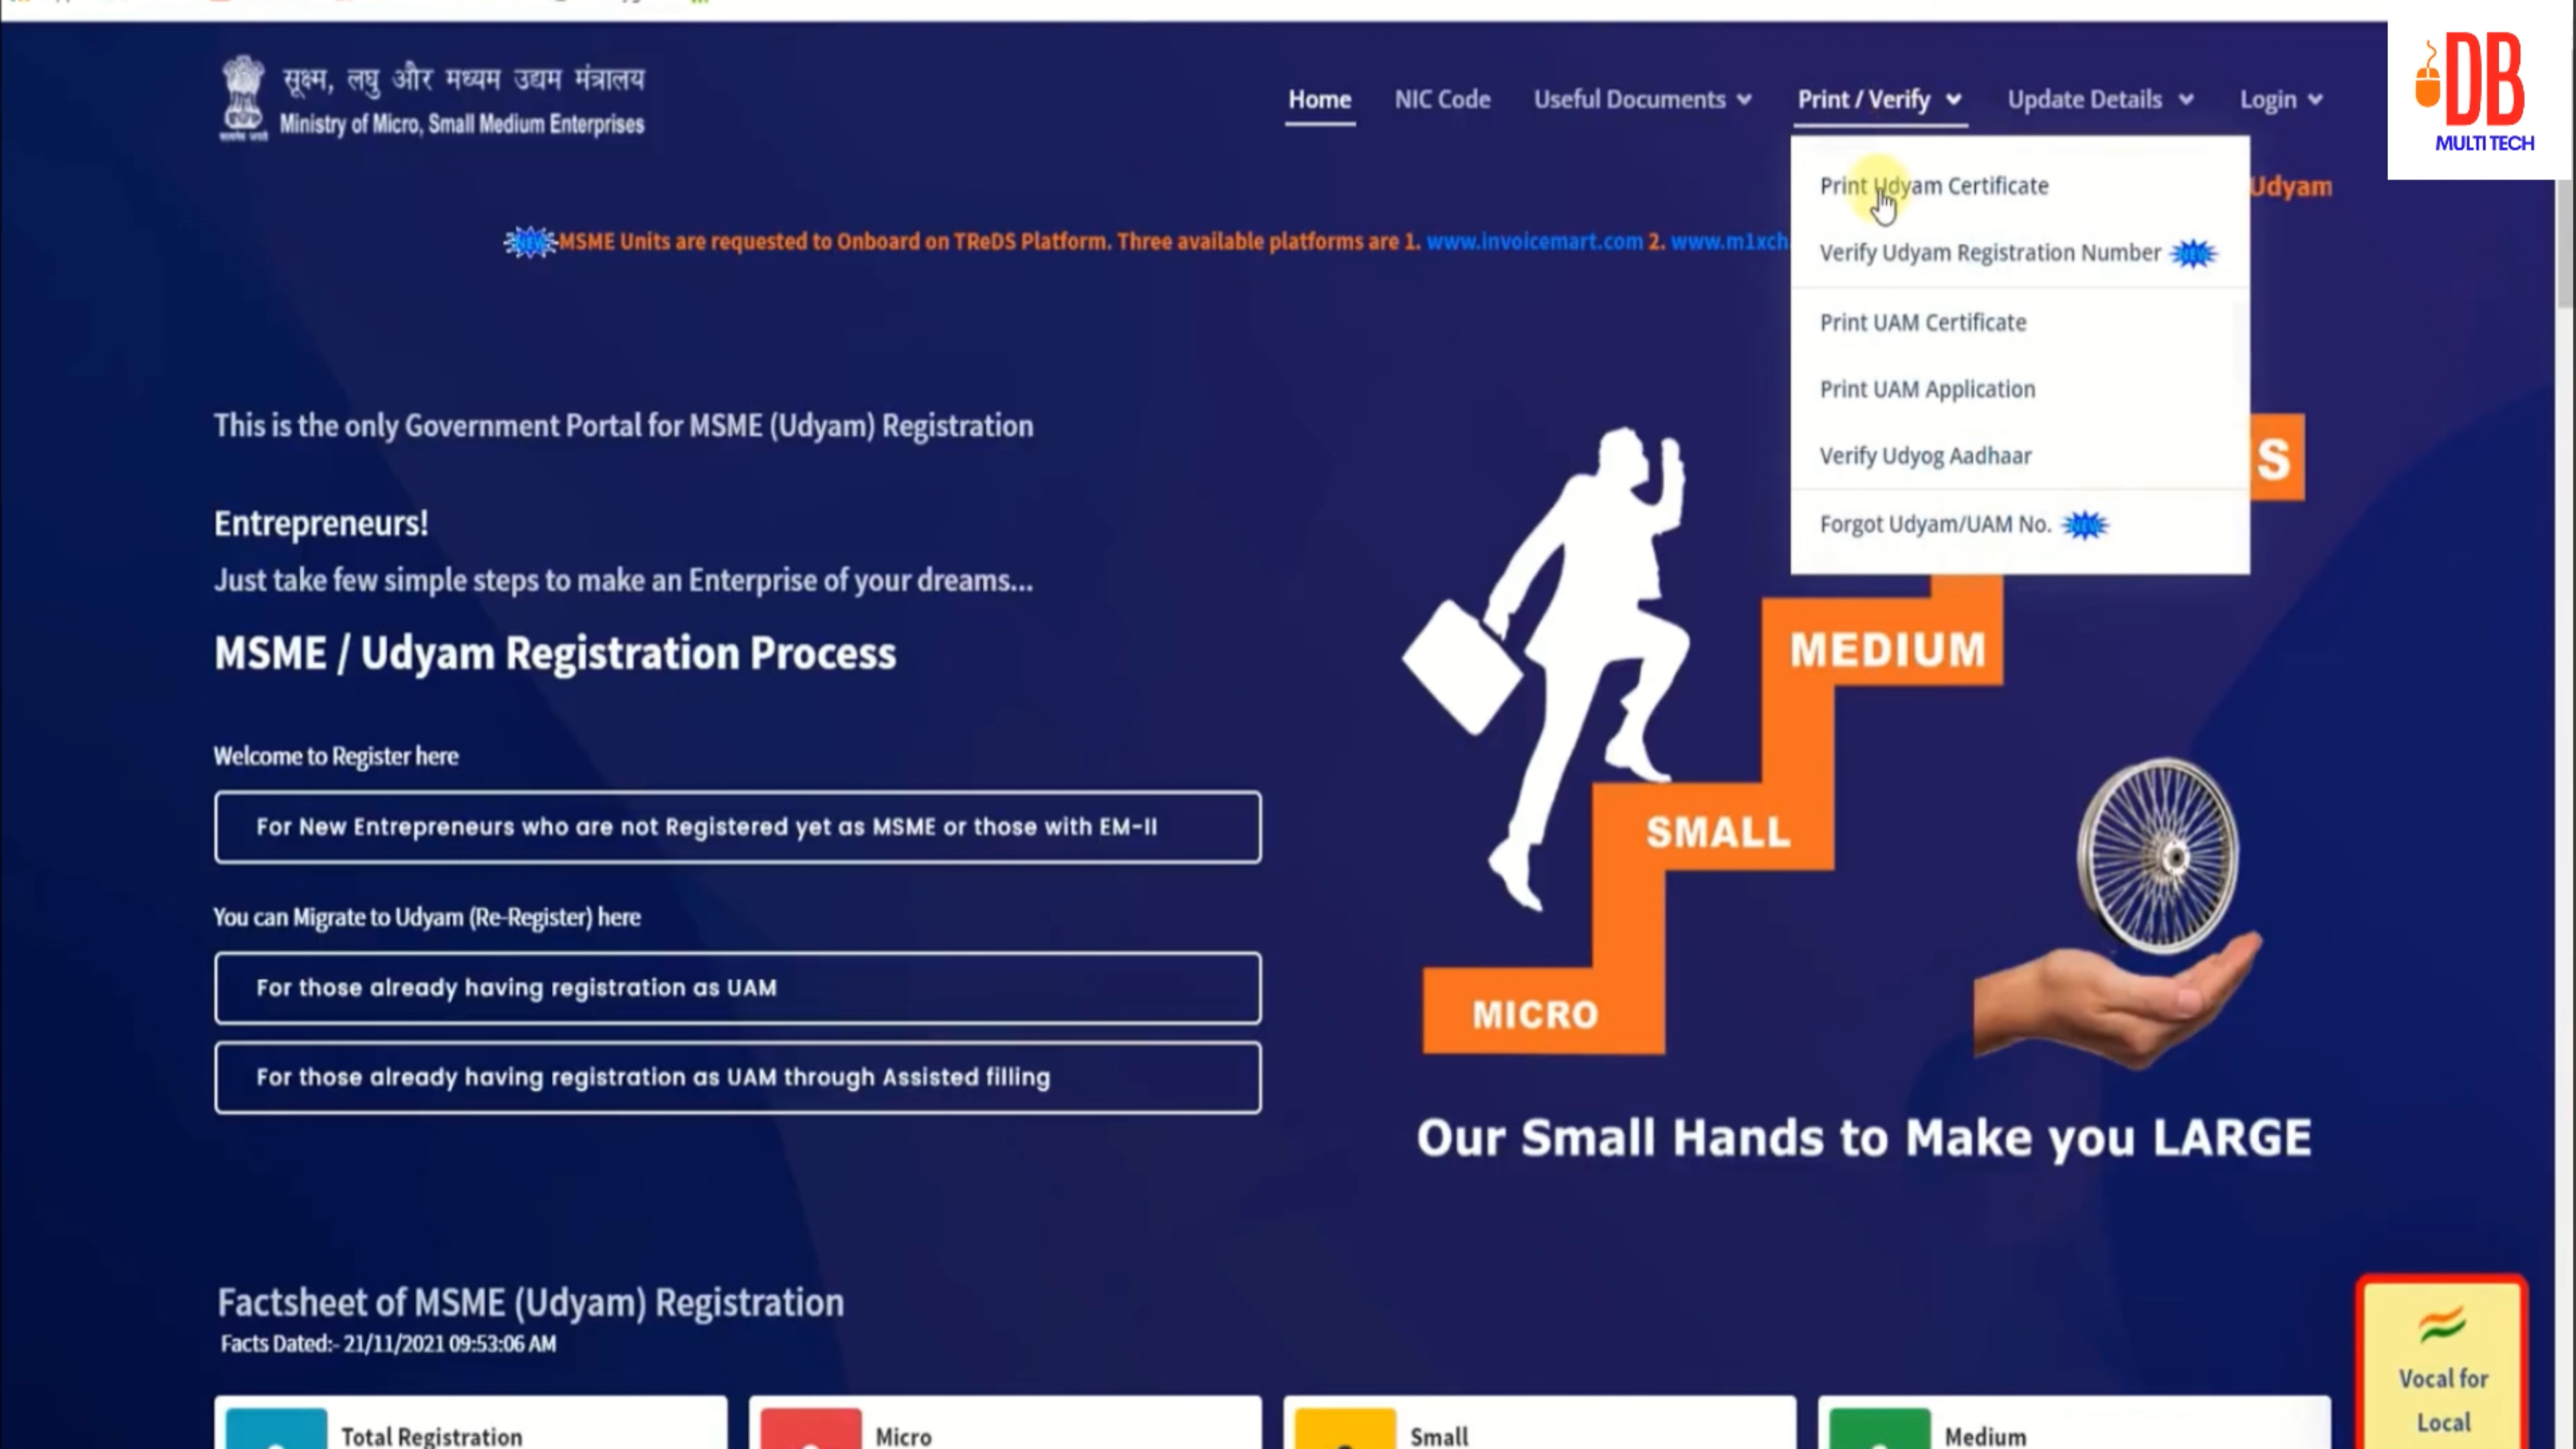 सूक्ष्म, लघु और मध्यम उद्यम मंत्रालय
Ministry of Micro, Small Medium Enterprises
Home
NIC Code
Useful Documents
Print / Verify
Update Details
Login
DB
MULTI TECH
Print Udyam Certificate
Udyam
Verify Udyam Registration Number NEW
NEW MSME Units are requested to Onboard on TReDS Platform. Three available platforms are 1. www.invoicemart.com 2. www.m1xch
Print UAM Certificate
Print UAM Application
Verify Udyog Aadhaar
Forgot Udyam/UAM No. NEW
This is the only Government Portal for MSME (Udyam) Registration
Entrepreneurs!
Just take few simple steps to make an Enterprise of your dreams...
MSME / Udyam Registration Process
Welcome to Register here
For New Entrepreneurs who are not Registered yet as MSME or those with EM-II
You can Migrate to Udyam (Re-Register) here
For those already having registration as UAM
For those already having registration as UAM through Assisted filling
S
MEDIUM
SMALL
MICRO
Our Small Hands to Make you LARGE
Factsheet of MSME (Udyam) Registration
Facts Dated:- 21/11/2021 09:53:06 AM
Total Registration
Micro
Small
Medium
Vocal for
Local